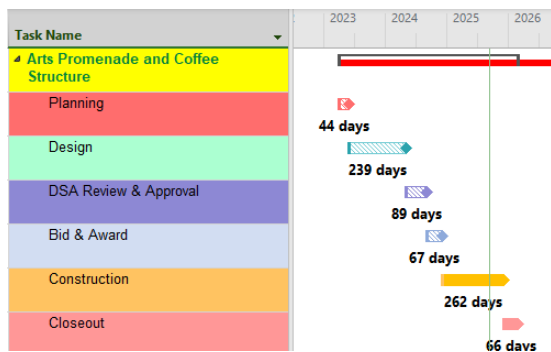 2023 2024 2025 2026
Task Name
Arts Promenade and Coffee
Structure
Planning
44 days
Design
239 days
DSA Review & Approval
89 days
Bid & Award
67 days
Construction
262 days
Closeout
66 days